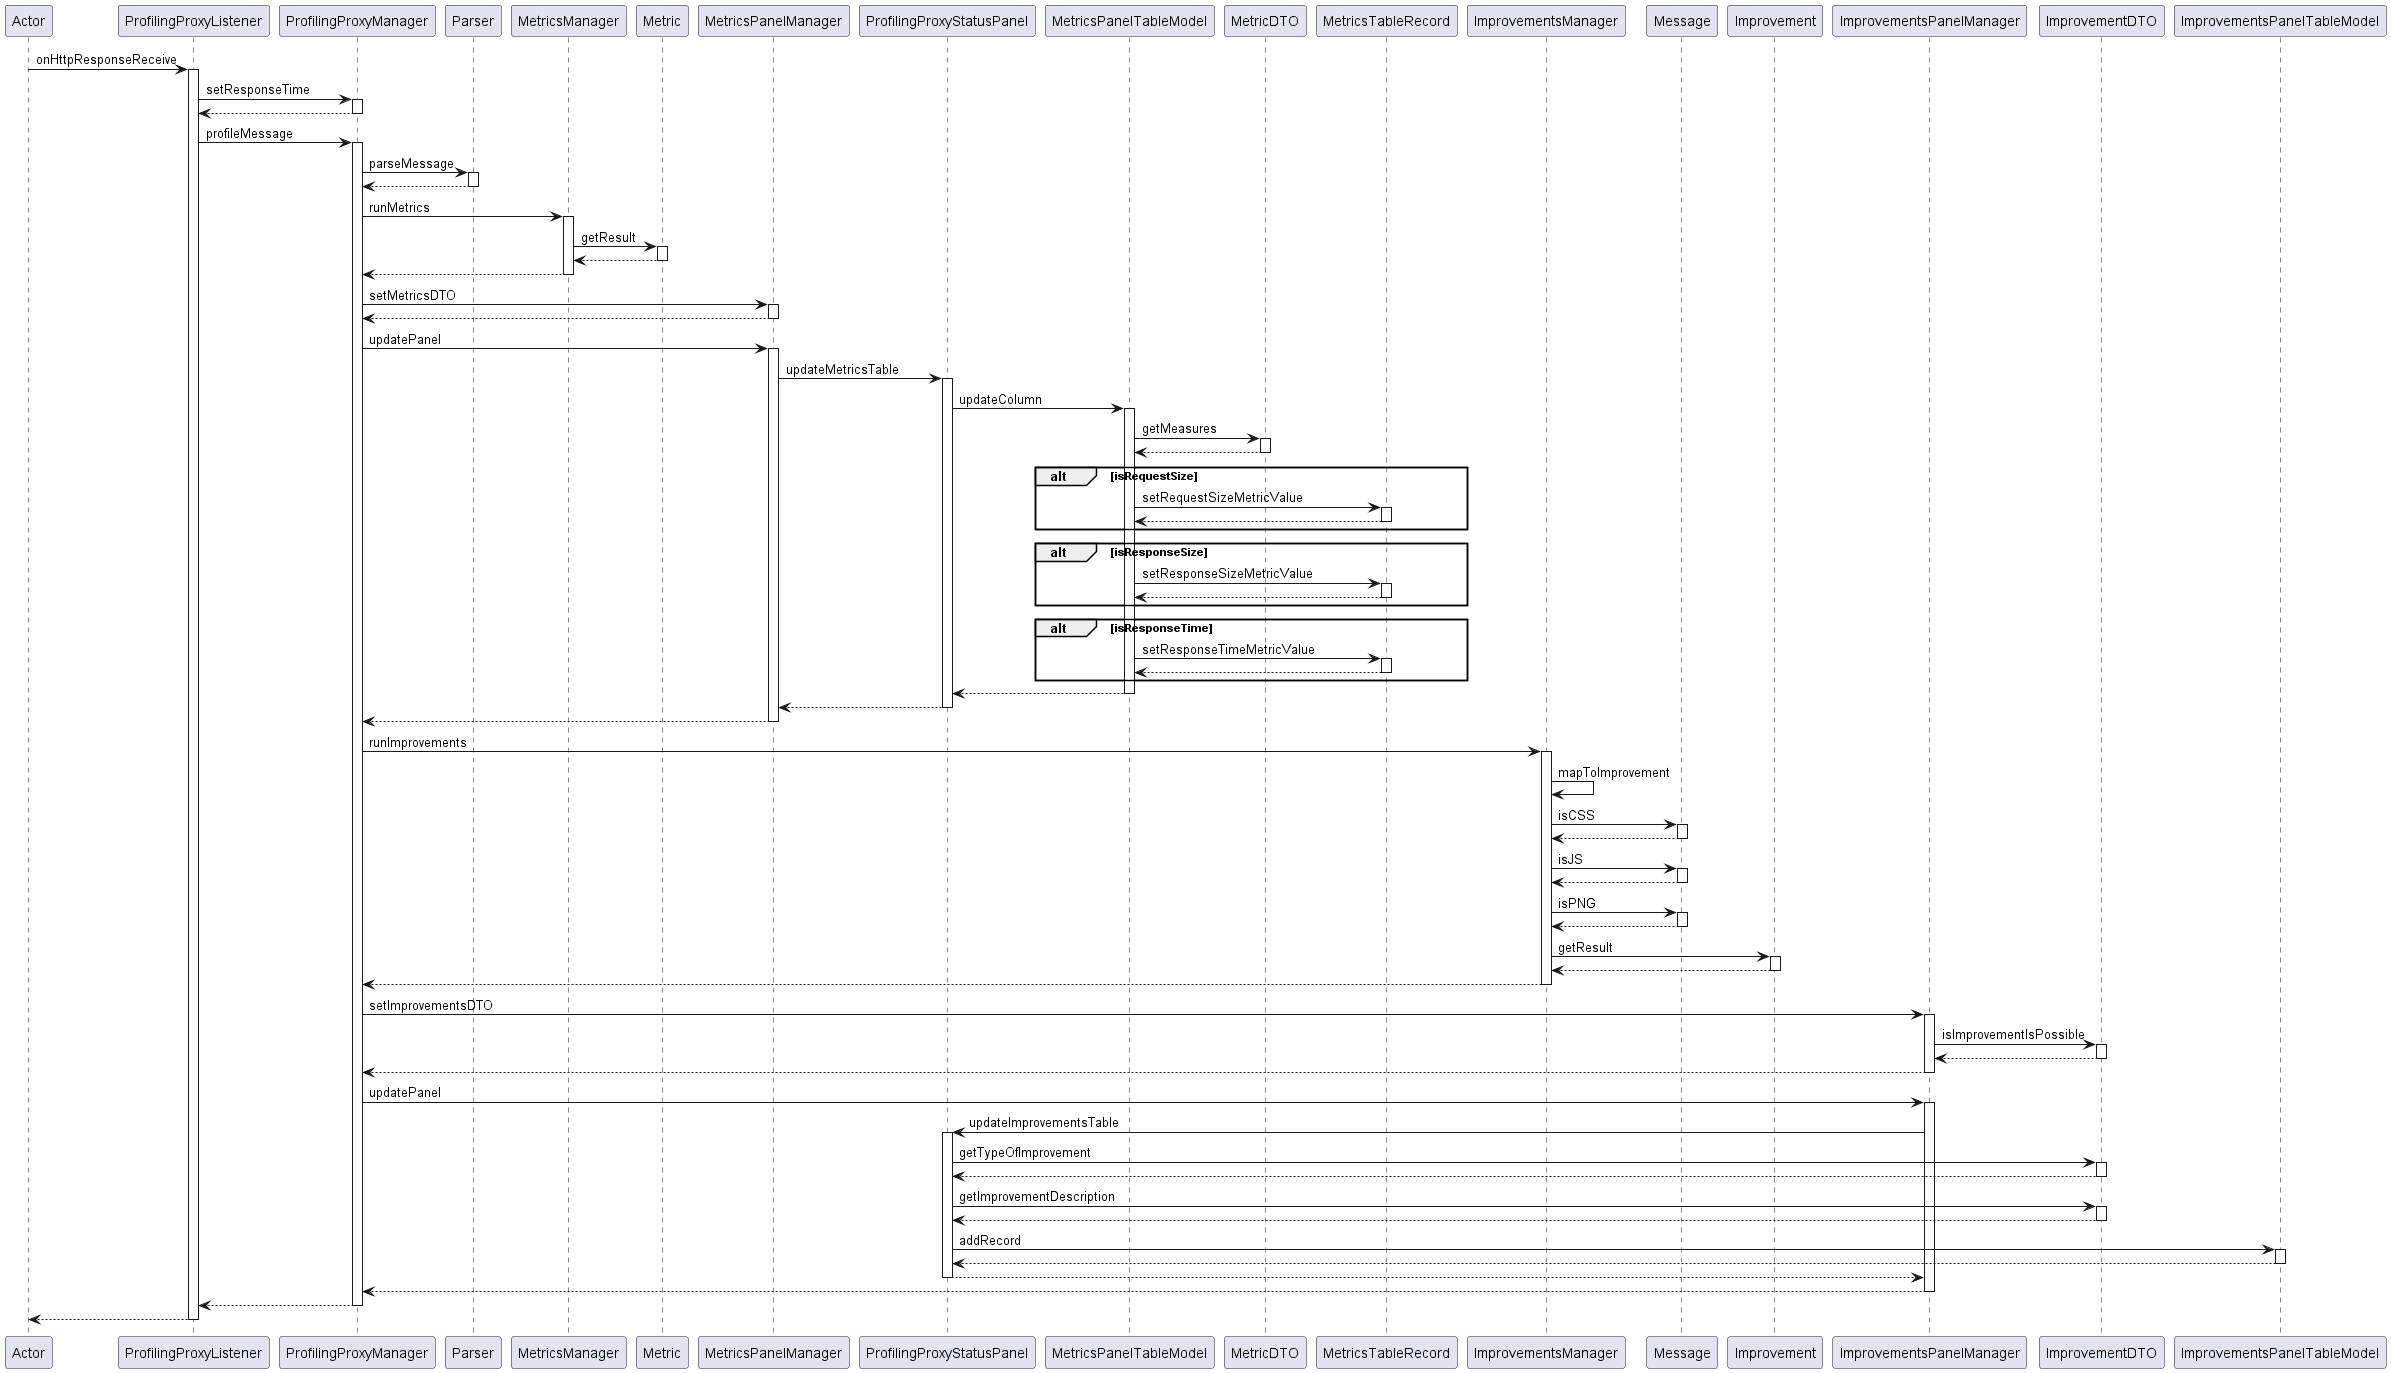 Actor
ProfilingProxyListener
ProfilingProxyManager
Parser
MetricsManager
Metric
MetricsPanelManager
ProfilingProxyStatusPanel
MetricsPanelTableModel
MetricDTO
MetricsTableRecord
ImprovementsManager
Message
Improvement
ImprovementsPanelManager
ImprovementDTO
ImprovementsPanelTableModel
onHttpResponseReceive
setResponseTime
profileMessage
parseMessage
runMetrics
getResult
setMetricsDTO
updatePanel
updateMetricsTable
updateColumn
getMeasures
alt [isRequestSize]
setRequestSizeMetricValue
alt [isResponseSize]
setResponseSizeMetricValue
alt [isResponseTime]
setResponseTimeMetricValue
runImprovements
mapToImprovement
isCSS
isJS
isPNG
getResult
setImprovementsDTO
isImprovementIsPossible
updatePanel
updateImprovementsTable
getTypeOfImprovement
getImprovementDescription
addRecord
Actor
ProfilingProxyListener
ProfilingProxyManager
Parser
MetricsManager
Metric
MetricsPanelManager
ProfilingProxyStatusPanel
MetricsPanelTableModel
MetricDTO
MetricsTableRecord
ImprovementsManager
Message
Improvement
ImprovementsPanelManager
ImprovementDTO
ImprovementsPanelTableModel